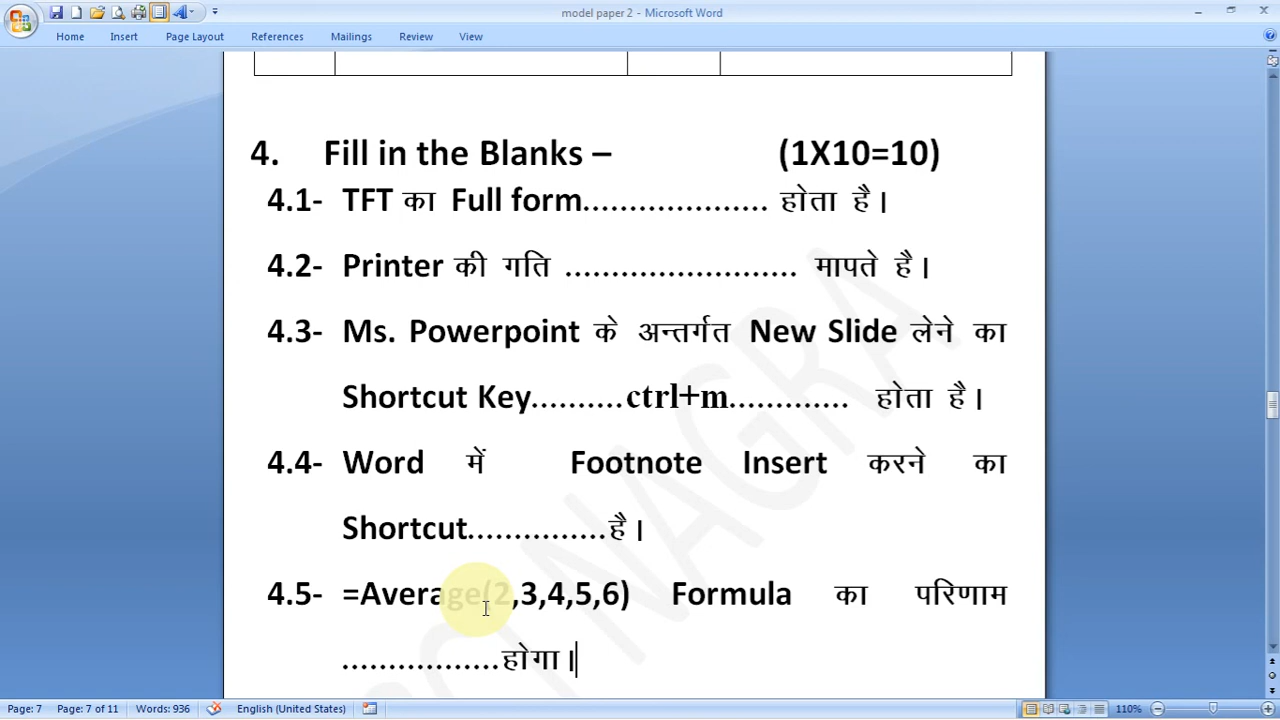 model paper 2 - Microsoft Word
Home Insert Page Layout References Mailings Review View
4. Fill in the Blanks – (1X10=10)
4.1- TFT का Full form.................... होता है।
4.2- Printer की गति ......................... मापते है।
4.3- Ms. Powerpoint के अन्तर्गत New Slide लेने का
Shortcut Key..........ctrl+m............. होता है।
4.4- Word में Footnote Insert करने का
Shortcut...............है।
4.5- =Average(2,3,4,5,6) Formula का परिणाम
.................होगा।
Page: 7 Page: 7 of 11 Words: 936 English (United States) 110%